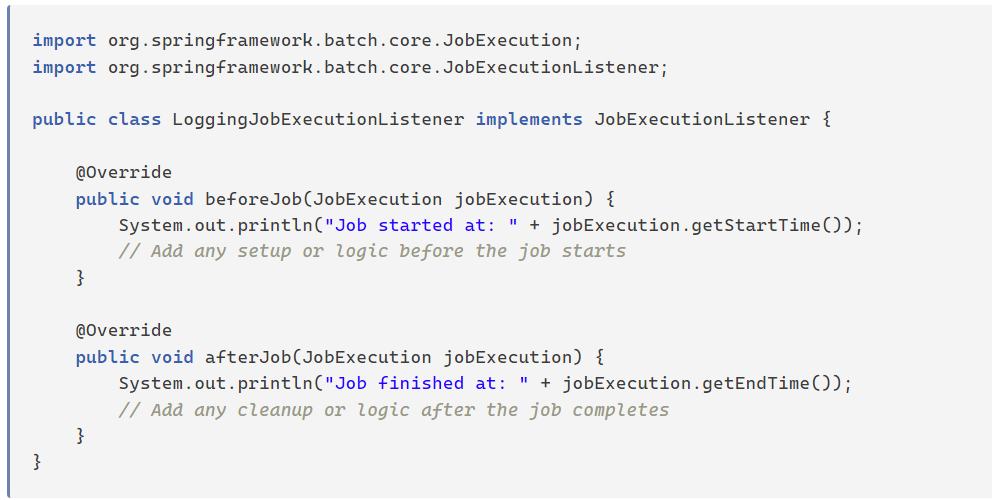 import org.springframework.batch.core.JobExecution;
import org.springframework.batch.core.JobExecutionListener;

public class LoggingJobExecutionListener implements JobExecutionListener {

    @Override
    public void beforeJob(JobExecution jobExecution) {
        System.out.println("Job started at: " + jobExecution.getStartTime());
        // Add any setup or logic before the job starts
    }

    @Override
    public void afterJob(JobExecution jobExecution) {
        System.out.println("Job finished at: " + jobExecution.getEndTime());
        // Add any cleanup or logic after the job completes
    }
}